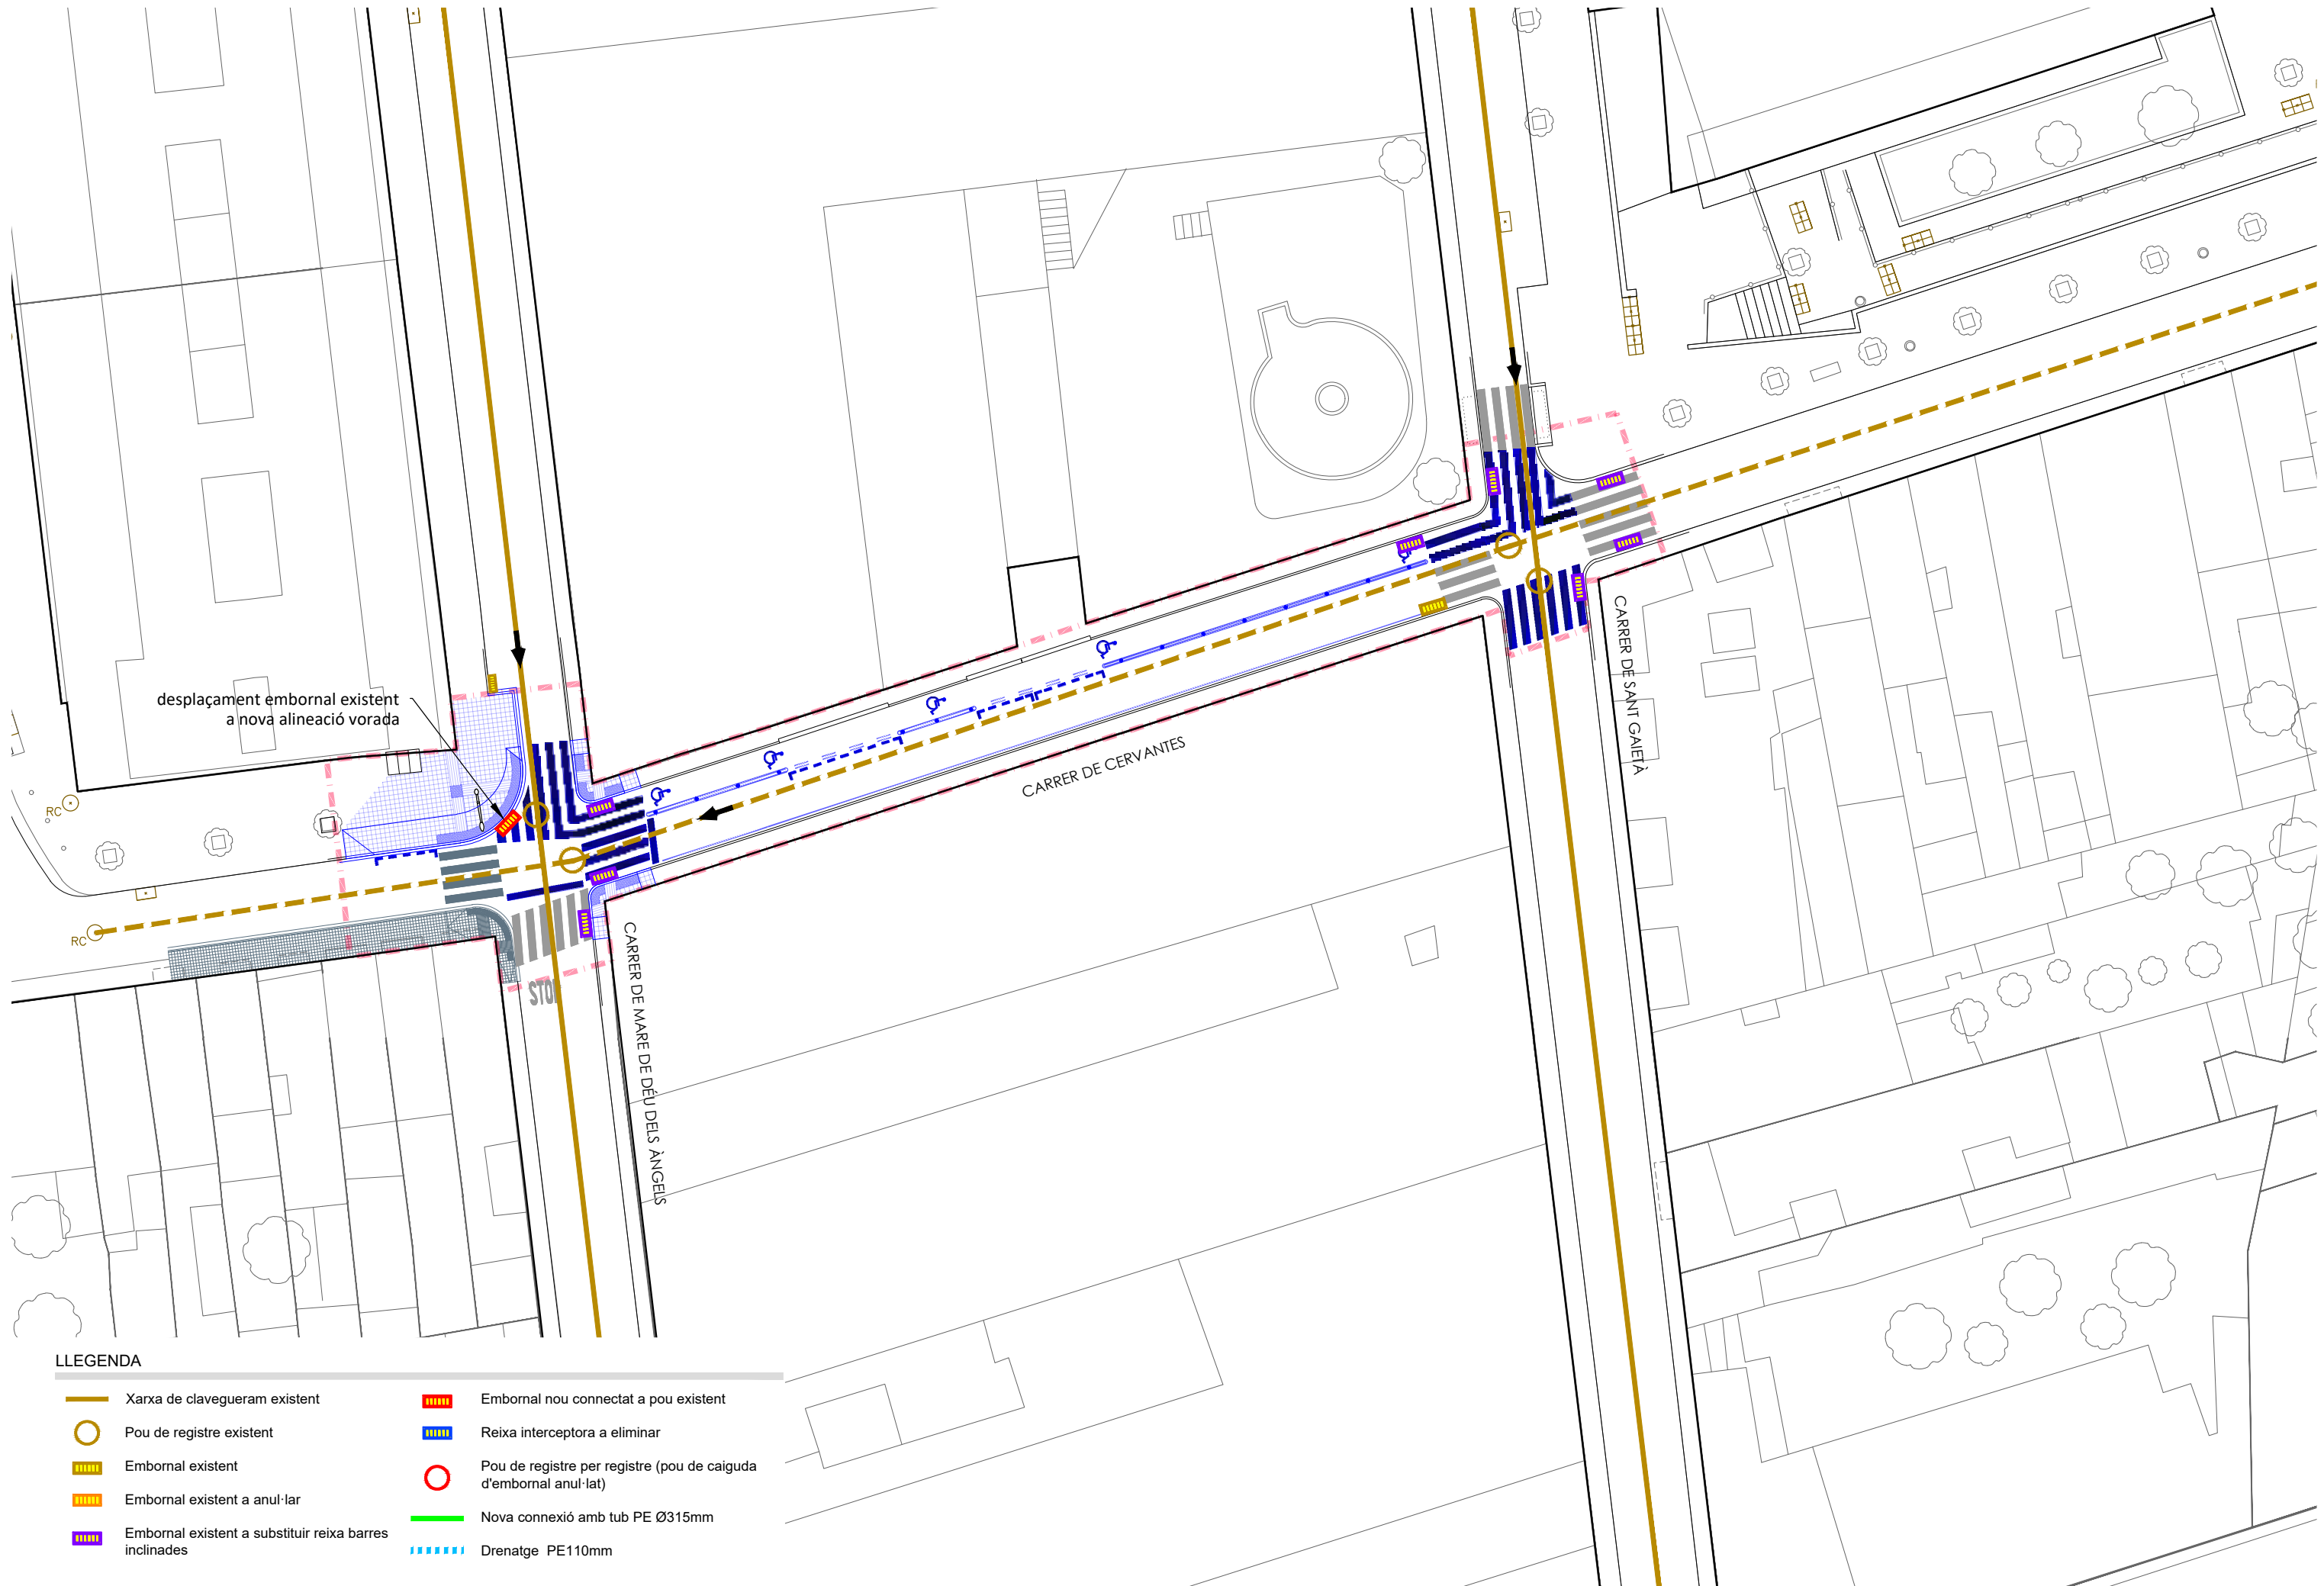 desplaçament embornal existent
a nova alineació vorada
RC
RC
STOP
CARRER DE CERVANTES
CARRER DE SANT GAIETÀ
CARRER DE MARE DE DÉU DELS ÀNGELS
LLEGENDA
Xarxa de clavegueram existent
Pou de registre existent
Embornal existent
Embornal existent a anul·lar
Embornal existent a substituir reixa barres
inclinades
Embornal nou connectat a pou existent
Reixa interceptora a eliminar
Pou de registre per registre (pou de caiguda
d'embornal anul·lat)
Nova connexió amb tub PE Ø315mm
Drenatge PE110mm